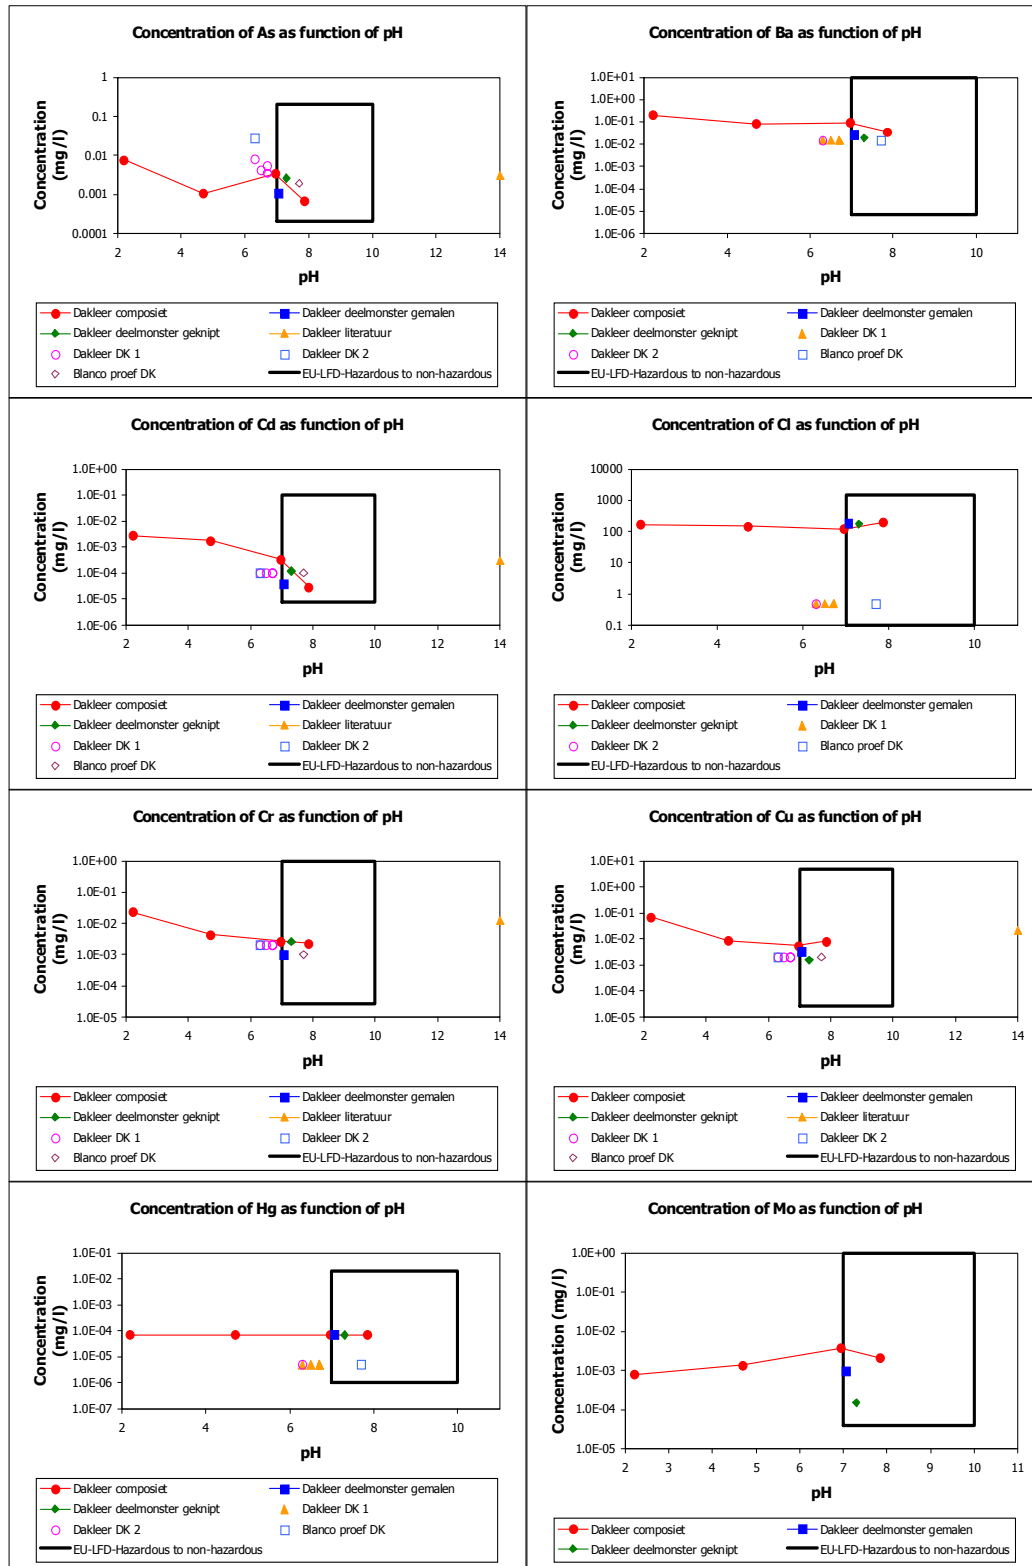 Concentration of As as function of pH
1
0.1
0.01
0.001
0.0001
Concentration
(mg/l)
2 4 6 8 10 12 14
pH
Dakleer composiet Dakleer deelmonster gemalen
Dakleer deelmonster geknipt Dakleer literatuur
Dakleer DK 1 Dakleer DK 2
Blanco proef DK EU-LFD-Hazardous to non-hazardous
Concentration of Ba as function of pH
1.0E+01
1.0E+00
1.0E-01
1.0E-02
1.0E-03
1.0E-04
1.0E-05
1.0E-06
Concentration
(mg/l)
2 4 6 8 10
pH
Dakleer composiet Dakleer deelmonster gemalen
Dakleer deelmonster geknipt Dakleer DK 1
Dakleer DK 2 Blanco proef DK
EU-LFD-Hazardous to non-hazardous
Concentration of Cd as function of pH
1.0E+00
1.0E-01
1.0E-02
1.0E-03
1.0E-04
1.0E-05
1.0E-06
Concentration
(mg/l)
2 4 6 8 10 12 14
pH
Dakleer composiet Dakleer deelmonster gemalen
Dakleer deelmonster geknipt Dakleer literatuur
Dakleer DK 1 Dakleer DK 2
Blanco proef DK EU-LFD-Hazardous to non-hazardous
Concentration of Cl as function of pH
10000
1000
100
10
1
0.1
Concentration
(mg/l)
2 4 6 8 10
pH
Dakleer composiet Dakleer deelmonster gemalen
Dakleer deelmonster geknipt Dakleer DK 1
Dakleer DK 2 Blanco proef DK
EU-LFD-Hazardous to non-hazardous
Concentration of Cr as function of pH
1.0E+00
1.0E-01
1.0E-02
1.0E-03
1.0E-04
1.0E-05
Concentration
(mg/l)
2 4 6 8 10 12 14
pH
Dakleer composiet Dakleer deelmonster gemalen
Dakleer deelmonster geknipt Dakleer literatuur
Dakleer DK 1 Dakleer DK 2
Blanco proef DK EU-LFD-Hazardous to non-hazardous
Concentration of Cu as function of pH
1.0E+01
1.0E+00
1.0E-01
1.0E-02
1.0E-03
1.0E-04
1.0E-05
Concentration
(mg/l)
2 4 6 8 10 12 14
pH
Dakleer composiet Dakleer deelmonster gemalen
Dakleer deelmonster geknipt Dakleer literatuur
Dakleer DK 1 Dakleer DK 2
Blanco proef DK EU-LFD-Hazardous to non-hazardous
Concentration of Hg as function of pH
1.0E-01
1.0E-02
1.0E-03
1.0E-04
1.0E-05
1.0E-06
1.0E-07
Concentration
(mg/l)
2 4 6 8 10
pH
Dakleer composiet Dakleer deelmonster gemalen
Dakleer deelmonster geknipt Dakleer DK 1
Dakleer DK 2 Blanco proef DK
EU-LFD-Hazardous to non-hazardous
Concentration of Mo as function of pH
1.0E+00
1.0E-01
1.0E-02
1.0E-03
1.0E-04
1.0E-05
Concentration (mg/l)
2 3 4 5 6 7 8 9 10 11
pH
Dakleer composiet Dakleer deelmonster gemalen
Dakleer deelmonster geknipt EU-LFD-Hazardous to non-hazardous